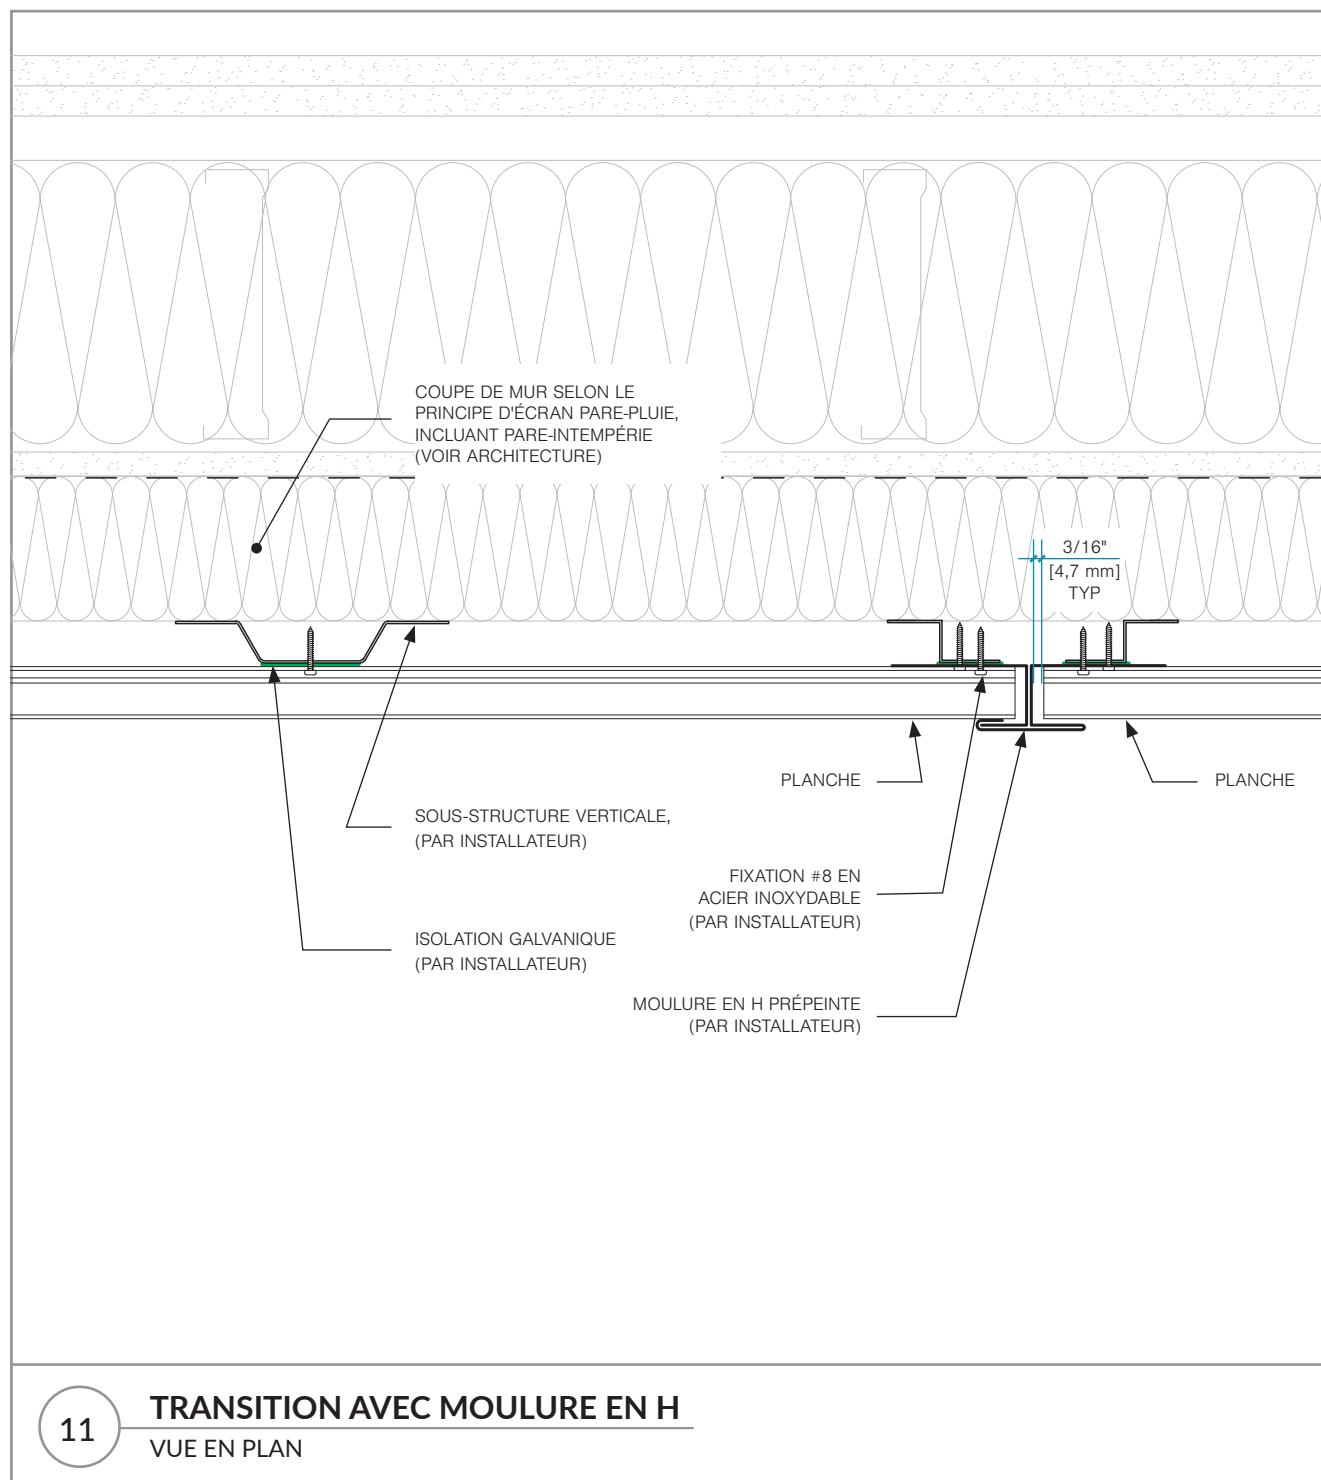 COUPE DE MUR SELON LE
PRINCIPE D'ÉCRAN PARE-PLUIE,
INCLUANT PARE-INTEMPÉRIE
(VOIR ARCHITECTURE)
3/16"
[4,7 mm]
TYP
PLANCHE
PLANCHE
SOUS-STRUCTURE VERTICALE,
(PAR INSTALLATEUR)
FIXATION #8 EN
ACIER INOXYDABLE
(PAR INSTALLATEUR)
ISOLATION GALVANIQUE
(PAR INSTALLATEUR)
MOULURE EN H PRÉPEINTE
(PAR INSTALLATEUR)
11
TRANSITION AVEC MOULURE EN H
VUE EN PLAN